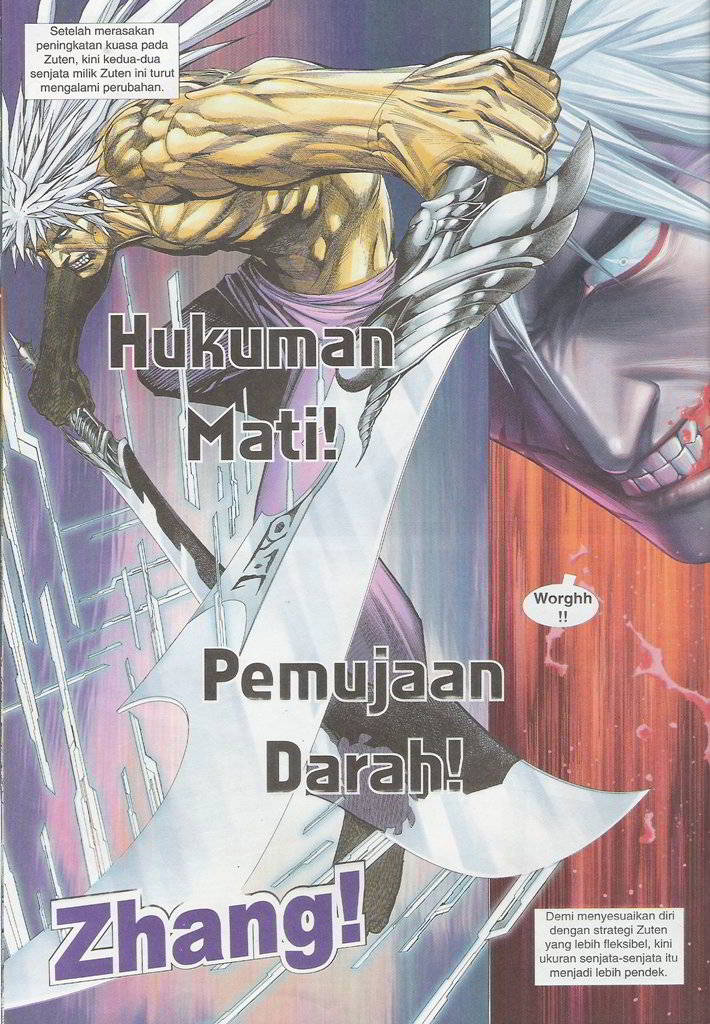 Setelah merasakan
peningkatan kuasa pada
Zuten, kini kedua-dua
senjata milik Zuten ini turut
mengalami perubahan.
Hukuman
Mati!
Worghh
!!
Pemujaan
Darah!
Zhang!
Demi menyesuaikan diri
dengan strategi Zuten
yang lebih fleksibel, kini
ukuran senjata-senjata itu
menjadi lebih pendek.